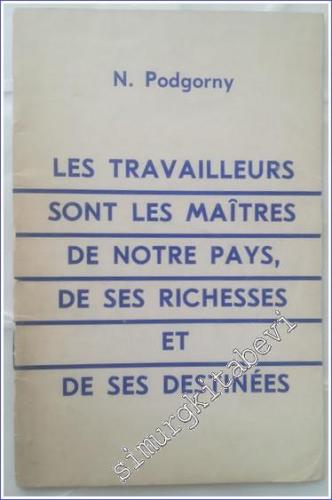 N. Podgorny
LES TRAVAILLEURS
SONT LES MAÎTRES
DE NOTRE PAYS,
DE SES RICHESSES
ET
DE SES DESTINÉES
simurgkitabevi